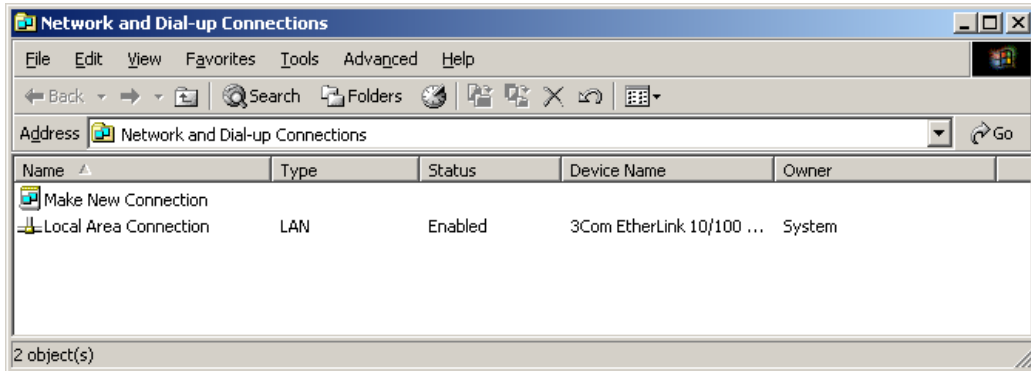 Network and Dial-up Connections
File Edit View Favorites Tools Advanced Help
Back Search Folders
Address Network and Dial-up Connections Go
Name Type Status Device Name Owner
Make New Connection
Local Area Connection LAN Enabled 3Com EtherLink 10/100 ... System
2 object(s)